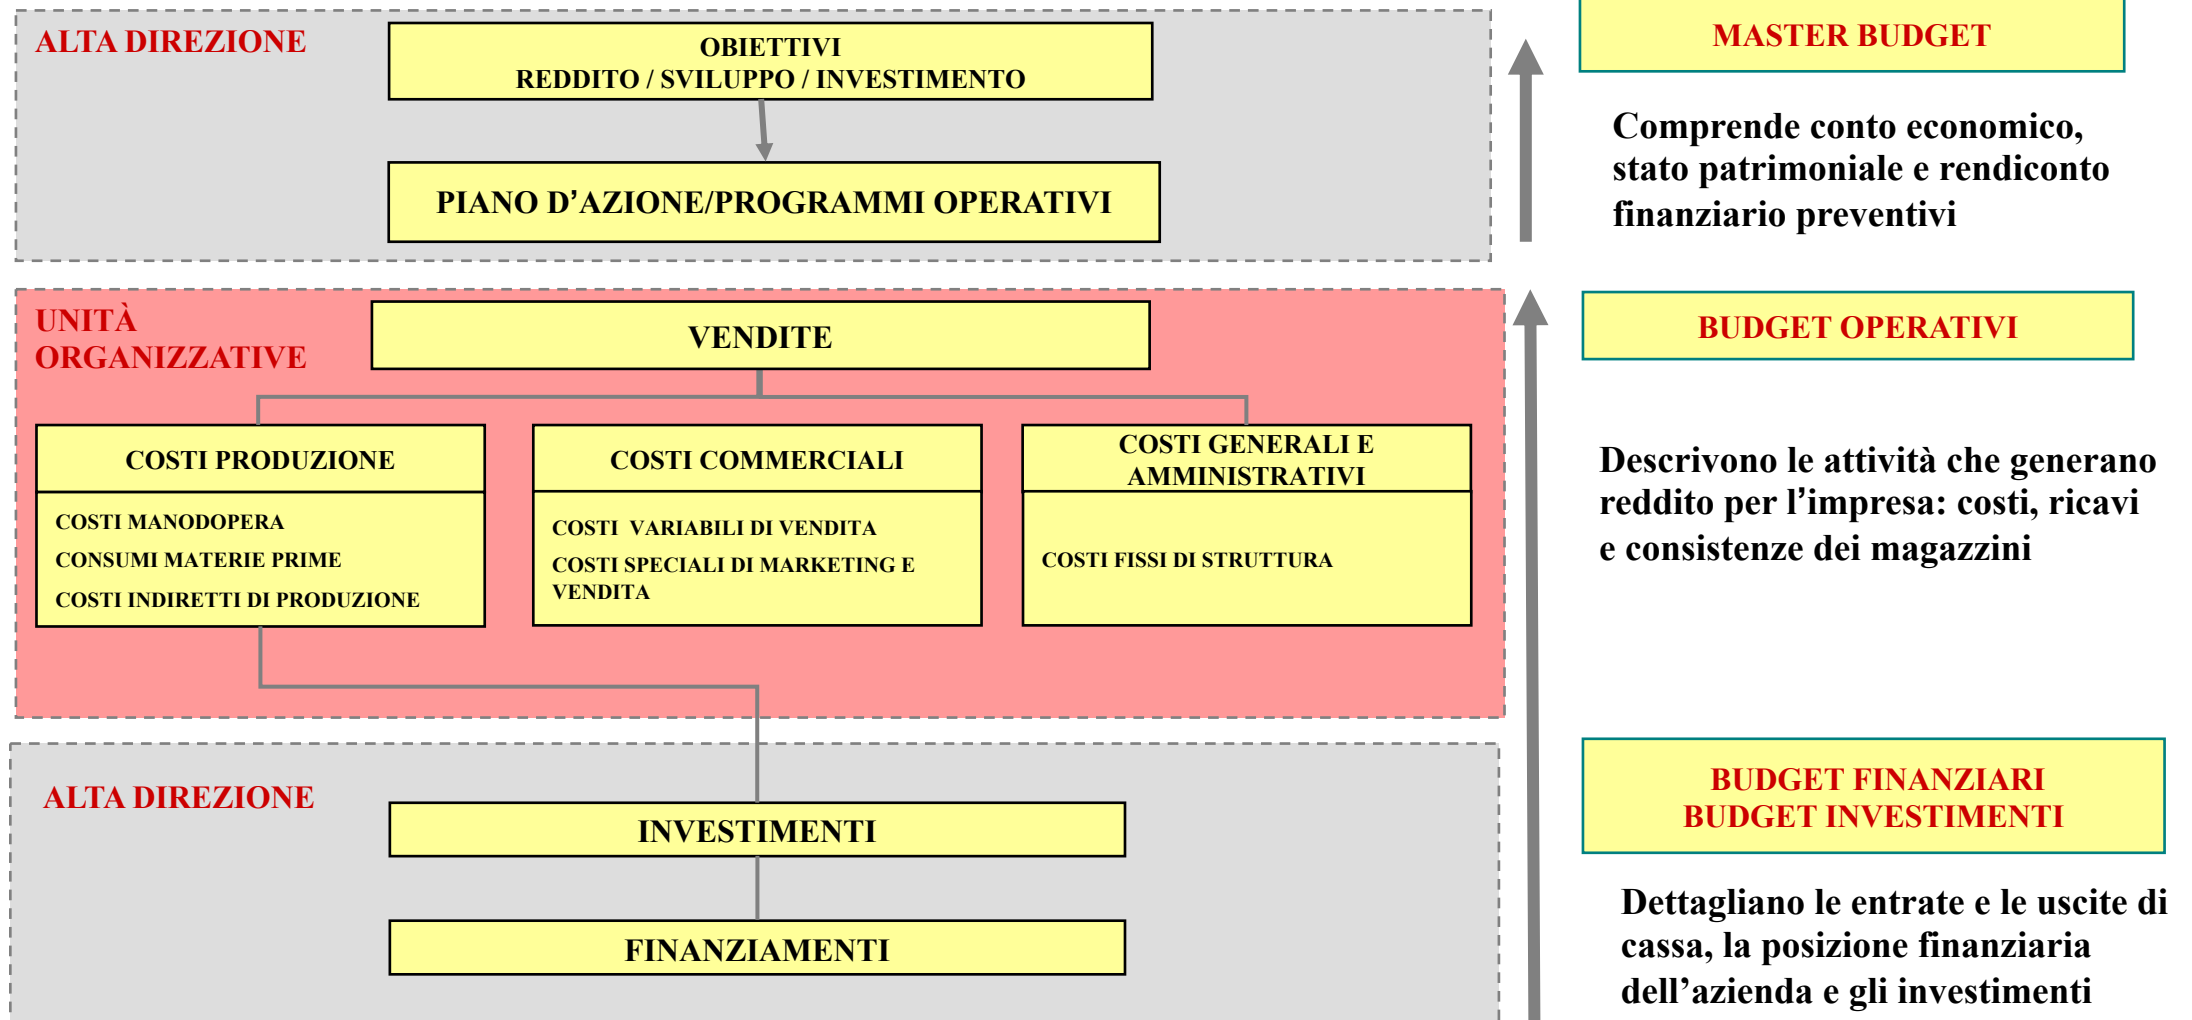 ALTA DIREZIONE
OBIETTIVI
REDDITO / SVILUPPO / INVESTIMENTO
PIANO D’AZIONE/PROGRAMMI OPERATIVI
MASTER BUDGET
Comprende conto economico,
stato patrimoniale e rendiconto
finanziario preventivi
UNITÀ
ORGANIZZATIVE
VENDITE
COSTI PRODUZIONE
COSTI MANODOPERA
CONSUMI MATERIE PRIME
COSTI INDIRETTI DI PRODUZIONE
COSTI COMMERCIALI
COSTI VARIABILI DI VENDITA
COSTI SPECIALI DI MARKETING E
VENDITA
COSTI GENERALI E
AMMINISTRATIVI
COSTI FISSI DI STRUTTURA
BUDGET OPERATIVI
Descrivono le attività che generano
reddito per l’impresa: costi, ricavi
e consistenze dei magazzini
ALTA DIREZIONE
INVESTIMENTI
FINANZIAMENTI
BUDGET FINANZIARI
BUDGET INVESTIMENTI
Dettagliano le entrate e le uscite di
cassa, la posizione finanziaria
dell’azienda e gli investimenti